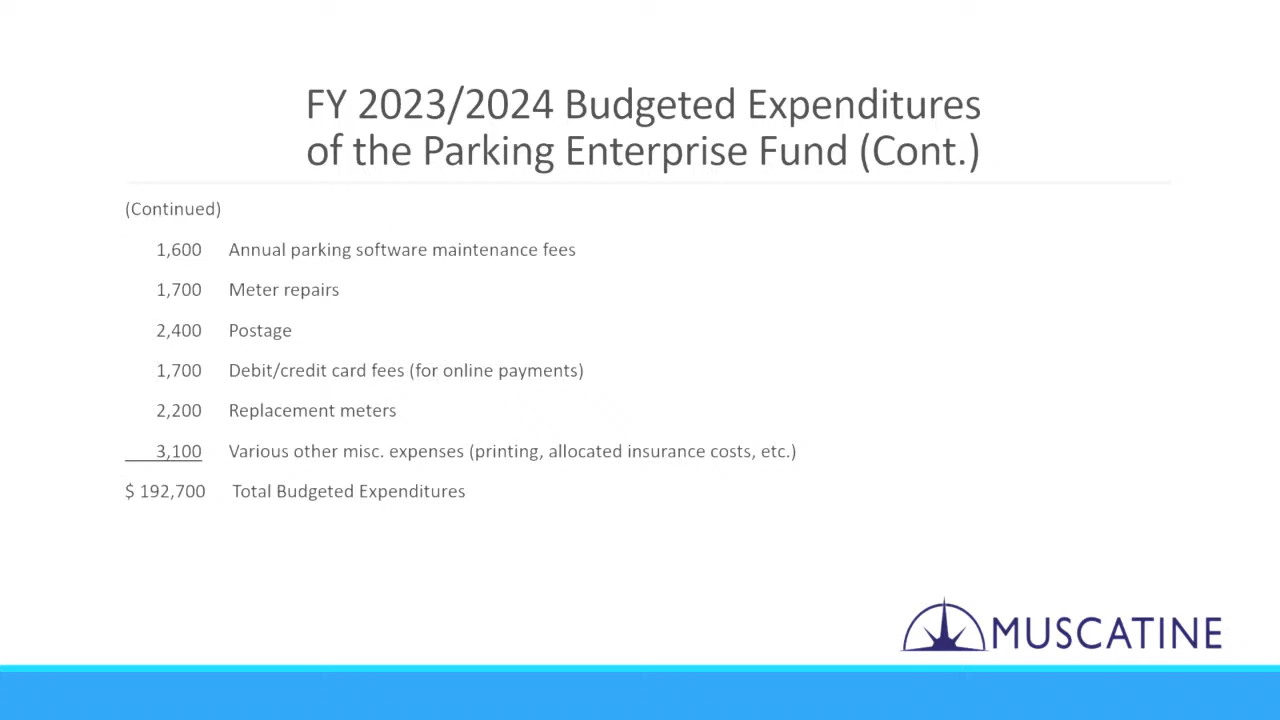 FY 2023/2024 Budgeted Expenditures
of the Parking Enterprise Fund (Cont.)
(Continued)
1,600 Annual parking software maintenance fees
1,700 Meter repairs
2,400 Postage
1,700 Debit/credit card fees (for online payments)
2,200 Replacement meters
3,100 Various other misc. expenses (printing, allocated insurance costs, etc.)
$ 192,700 Total Budgeted Expenditures
MUSCATINE